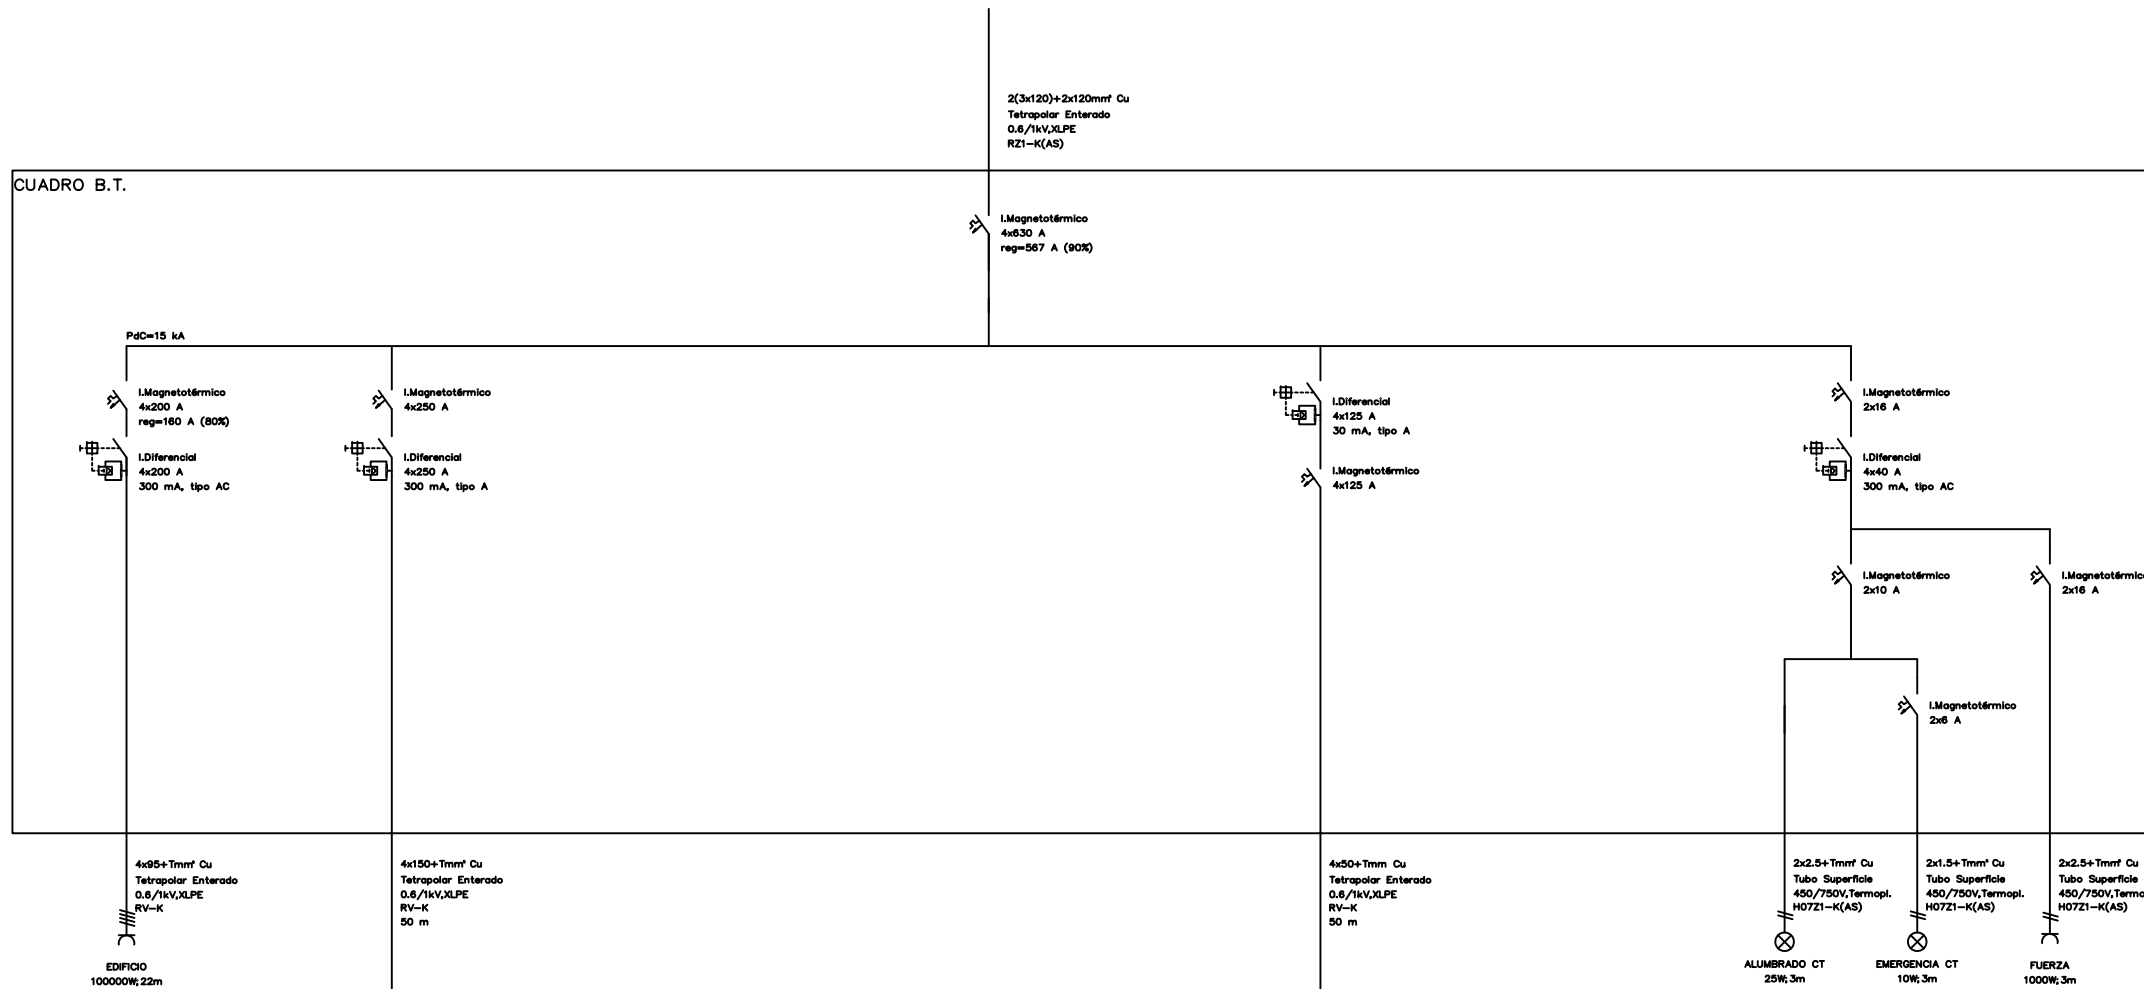 2(3x120)+2x120mm² Cu
Tetrapolar Enterado
0.6/1kV,XLPE
RZ1-K(AS)
CUADRO B.T.
I.Magnetotérmico
4x630 A
reg=567 A (90%)
PdC=15 kA
I.Magnetotérmico
4x200 A
reg=160 A (80%)
I.Diferencial
4x200 A
300 mA, tipo AC
I.Magnetotérmico
4x250 A
I.Diferencial
4x250 A
300 mA, tipo A
I.Diferencial
4x125 A
30 mA, tipo A
I.Magnetotérmico
4x125 A
I.Magnetotérmico
2x16 A
I.Diferencial
4x40 A
300 mA, tipo AC
I.Magnetotérmico
2x10 A
I.Magnetotérmico
2x16 A
I.Magnetotérmico
2x6 A
4x95+Tmm² Cu
Tetrapolar Enterado
0.6/1kV,XLPE
RV-K
EDIFICIO
100000W;22m
4x150+Tmm² Cu
Tetrapolar Enterado
0.6/1kV,XLPE
RV-K
50 m
4x50+Tmm Cu
Tetrapolar Enterado
0.6/1kV,XLPE
RV-K
50 m
2x2.5+Tmm² Cu
Tubo Superficie
450/750V,Termopl.
H07Z1-K(AS)
ALUMBRADO CT
25W;3m
2x1.5+Tmm² Cu
Tubo Superficie
450/750V,Termopl.
H07Z1-K(AS)
EMERGENCIA CT
10W;3m
2x2.5+Tmm² Cu
Tubo Superficie
450/750V,Termo
H07Z1-K(AS)
FUERZA
1000W;3m